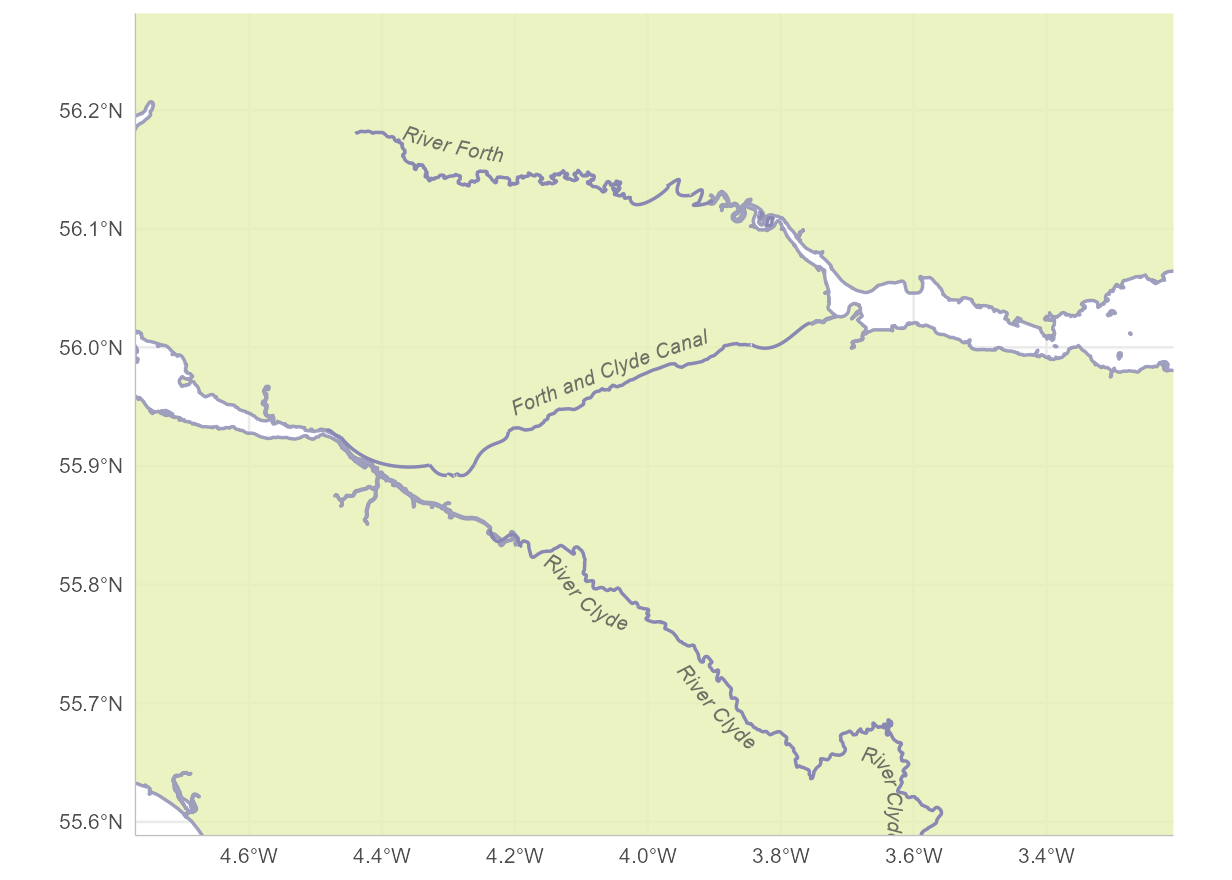 56.2°N
River Forth
56.1°N
56.0°N
Forth and Clyde Canal
55.9°N
55.8°N
River Clyde
55.7°N
River Clyde
River Clyd
55.6°N
4.6°W 4.4°W 4.2°W 4.0°W 3.8°W 3.6°W 3.4°W